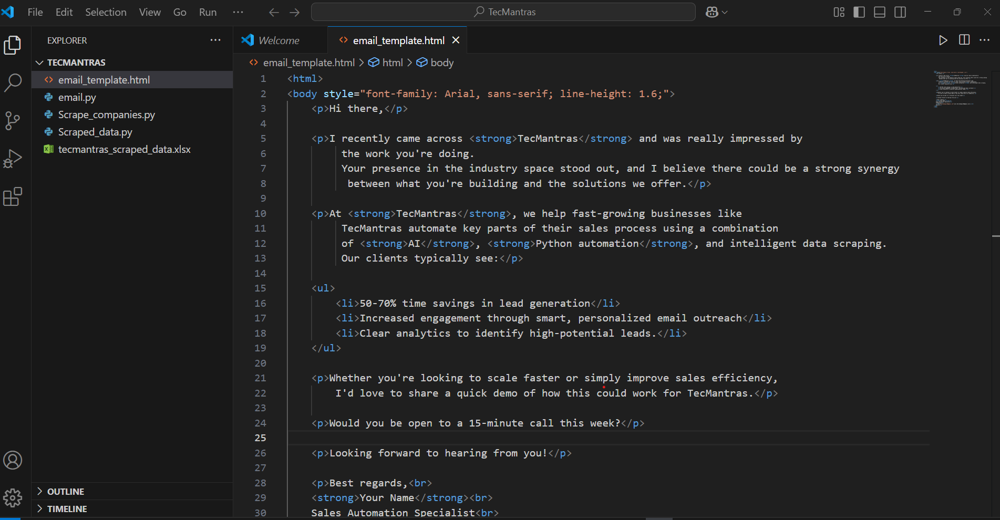 File Edit Selection View Go Run ··· TecMantras
EXPLORER ···
TECMANTRAS
email_template.html
email.py
Scrape_companies.py
Scraped_data.py
tecmantras_scraped_data.xlsx
OUTLINE
TIMELINE
Welcome email_template.html
email_template.html > html > body
1 <html>
2 <body style="font-family: Arial, sans-serif; line-height: 1.6;">
3 <p>Hi there,</p>
4
5 <p>I recently came across <strong>TecMantras</strong> and was really impressed by
6 the work you're doing.
7 Your presence in the industry space stood out, and I believe there could be a strong synergy
8 between what you're building and the solutions we offer.</p>
9
10 <p>At <strong>TecMantras</strong>, we help fast-growing businesses like
11 TecMantras automate key parts of their sales process using a combination
12 of <strong>AI</strong>, <strong>Python automation</strong>, and intelligent data scraping.
13 Our clients typically see:</p>
14
15 <ul>
16 <li>50-70% time savings in lead generation</li>
17 <li>Increased engagement through smart, personalized email outreach</li>
18 <li>Clear analytics to identify high-potential leads.</li>
19 </ul>
20
21 <p>Whether you're looking to scale faster or simply improve sales efficiency,
22 I'd love to share a quick demo of how this could work for TecMantras.</p>
23
24 <p>Would you be open to a 15-minute call this week?</p>
25
26 <p>Looking forward to hearing from you!</p>
27
28 <p>Best regards,<br>
29 <strong>Your Name</strong><br>
30 Sales Automation Specialist<br>